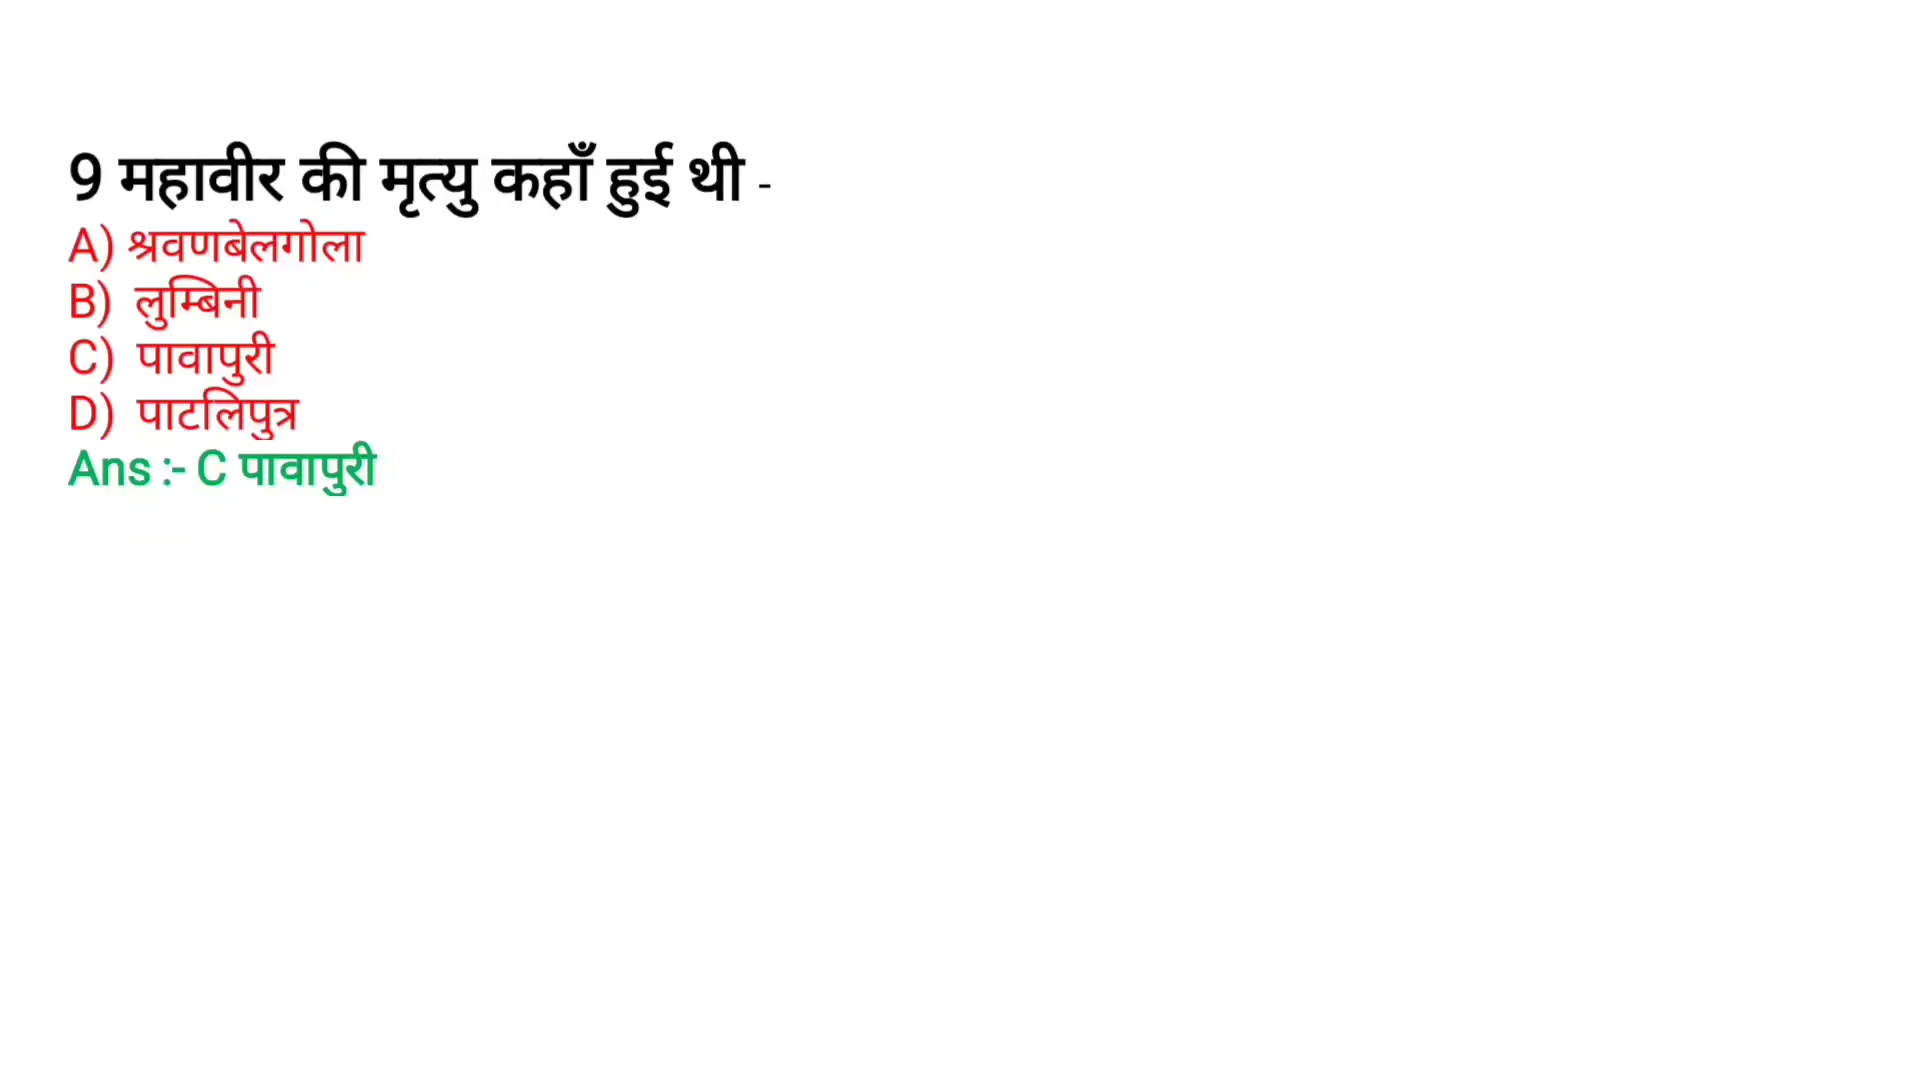 9 महावीर की मृत्यु कहाँ हुई थी -
A) श्रवणबेलगोला
B) लुम्बिनी
C) पावापुरी
D) पाटलिपुत्र
Ans :- C पावापुरी